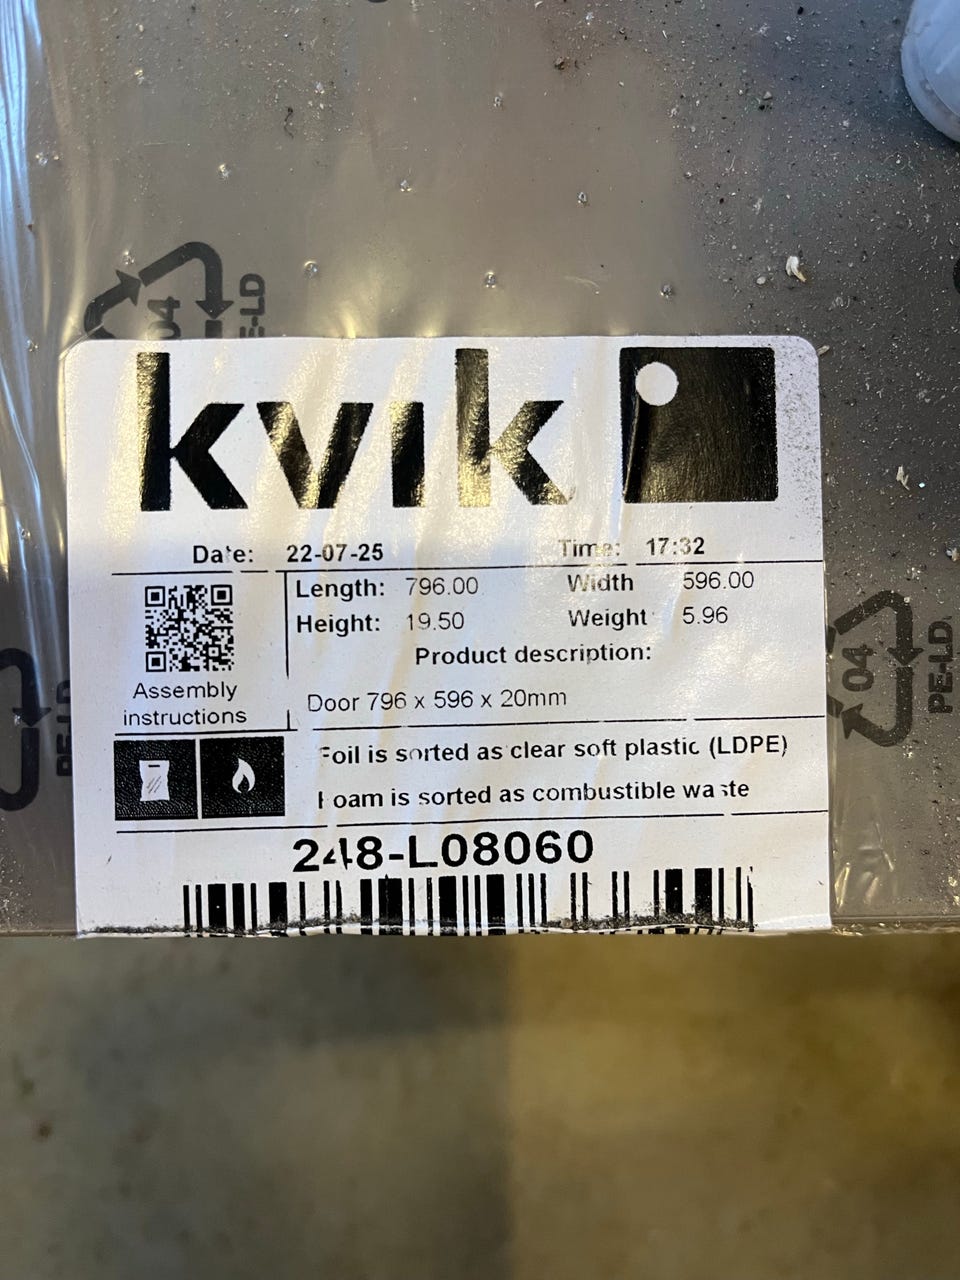 04
PE-LD
kvik
Date: 22-07-25 Time: 17:32
Length: 796.00 Width 596.00
Height: 19.50 Weight 5.96
Product description:
Assembly
instructions
Door 796 x 596 x 20mm
Foil is sorted as clear soft plastic (LDPE)
Foam is sorted as combustible waste
248-L08060
04
PE-LD
PE-LD